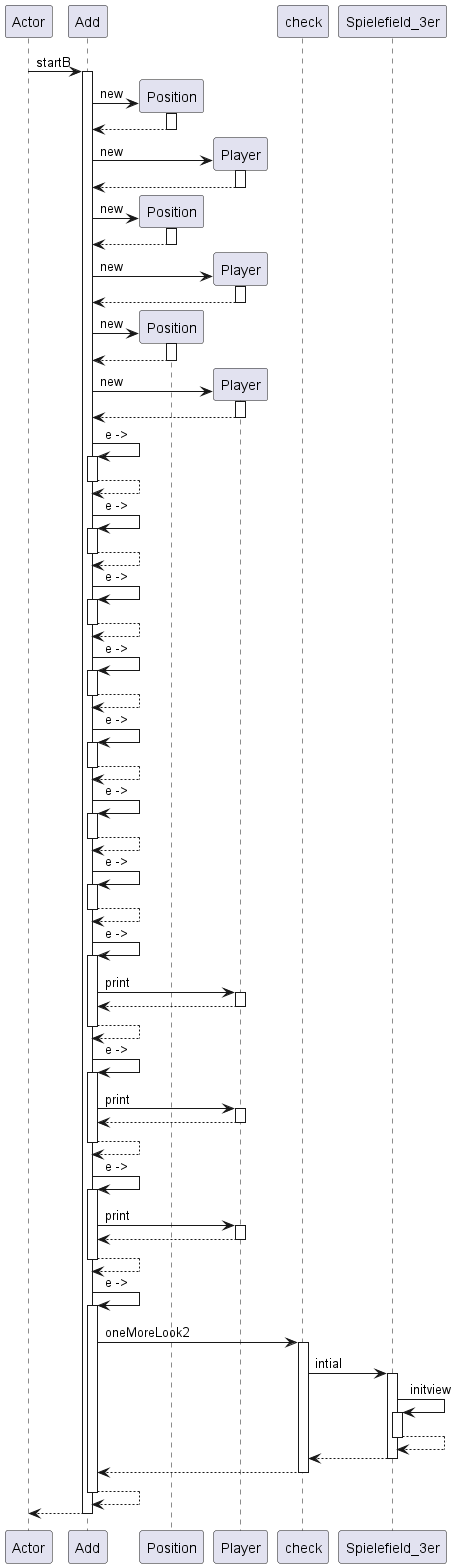 Actor Add check Spielefield_3er
startB
new
Position
new
Player
new
Position
new
Player
new
Position
new
Player
e ->
e ->
e ->
e ->
e ->
e ->
e ->
e ->
print
e ->
print
e ->
print
e ->
oneMoreLook2
intial
initview
Actor Add Position Player check Spielefield_3er